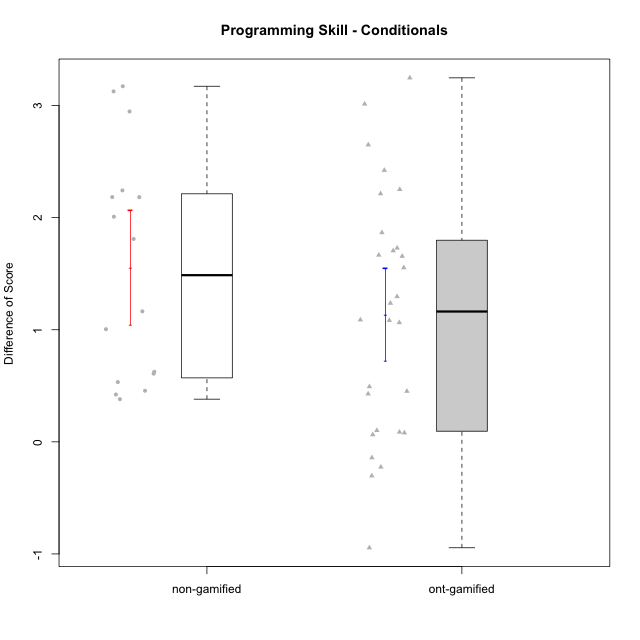 Programming Skill - Conditionals
Difference of Score
3
2
1
0
-1
non-gamified
ont-gamified